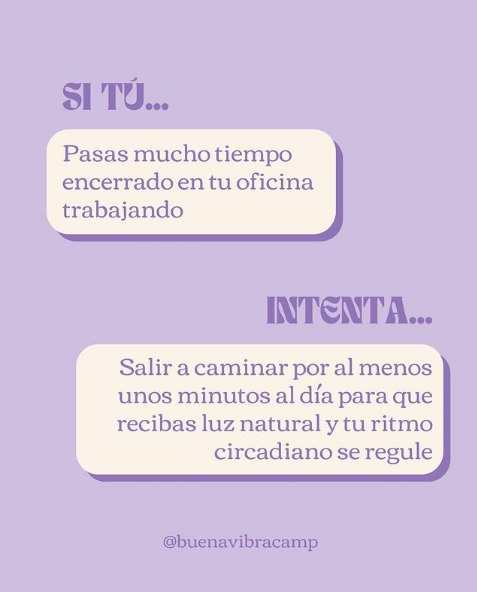 SI TÚ...
Pasas mucho tiempo
encerrado en tu oficina
trabajando
INTENTA...
Salir a caminar por al menos
unos minutos al día para que
recibas luz natural y tu ritmo
circadiano se regule
@buenavibracamp